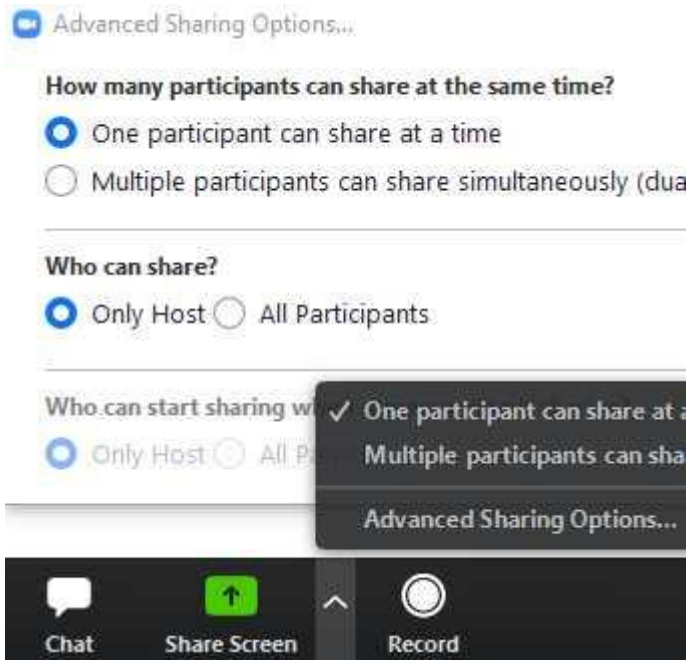 Advanced Sharing Options...
How many participants can share at the same time?
One participant can share at a time
Multiple participants can share simultaneously
Who can share?
Only Host All Participants
Who can start sharing
Only Host All
One participant can share at
Multiple participants can
Advanced Sharing Options...
Chat Share Screen Record